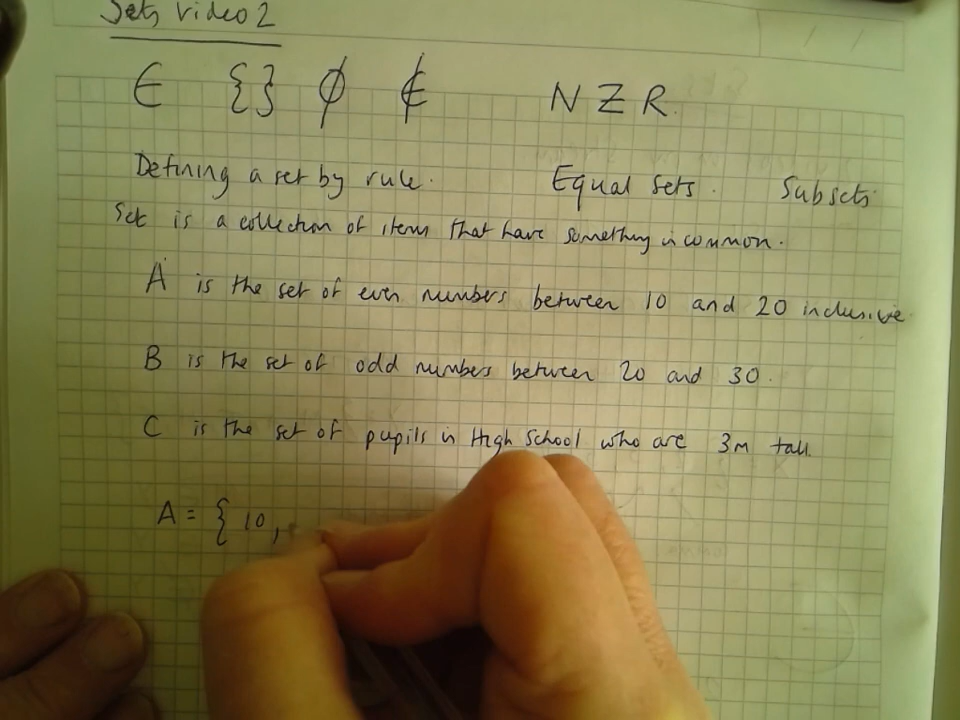 Sets Video 2
∈ {} ∅ ∉ N Z R.
Defining a set by rule. Equal Sets. Subsets
Set is a collection of items that have something in common.
A is the set of even numbers between 10 and 20 inclusive
B is the set of odd numbers between 20 and 30.
C is the set of pupils in High School who are 3m tall.
A = { 10,